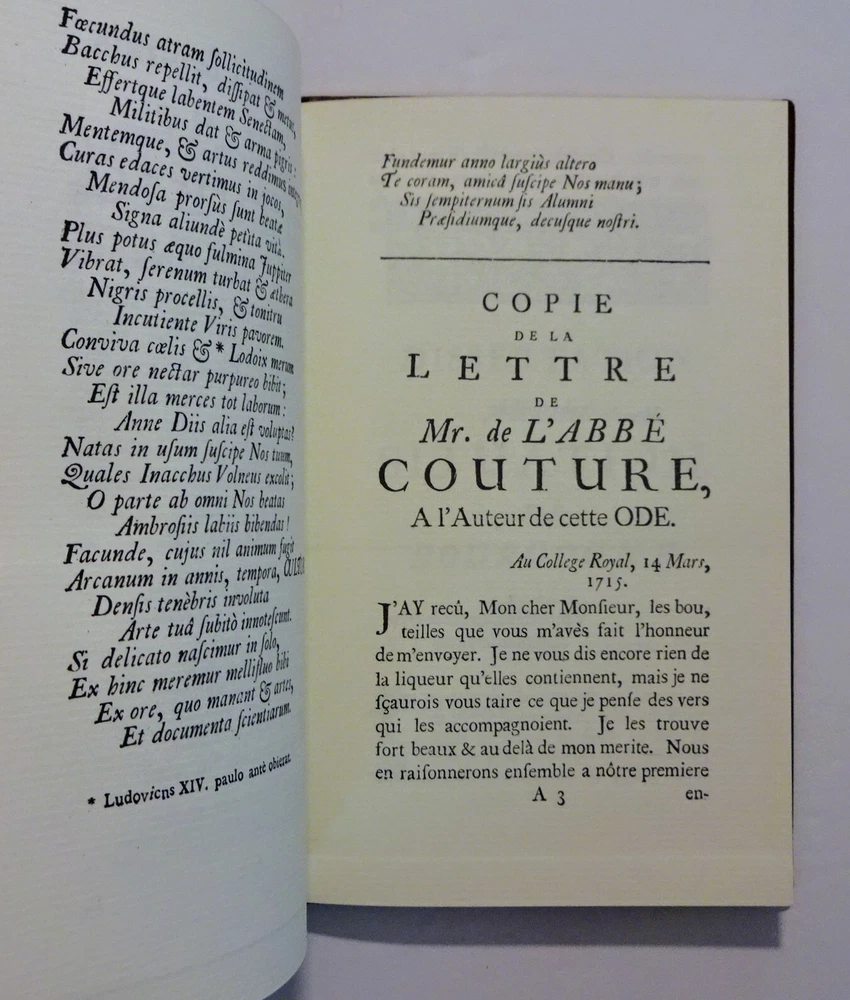 Fœcundus atram ſollicitudinem
Bacchus repellit, diſſipat & metus,
Effertque labentem Senectam,
Militibus dat & arma pigris:
Mentemque, & artus reddimus
Curas edaces vertimus in jocos,
Mendoſa prorsùs ſunt beatæ
Signa aliundè petita vitæ.
Plus potus æquo fulmina Juppiter
Vibrat, ſerenum turbat & æthera
Nigris procellis, & tonitru
Incutiente Viris pavorem.
Conviva cœlis & * Lodoix merum
Sive ore nectar purpureo bibit;
Eſt illa merces tot laborum:
Anne Diis alia eſt voluptas?
Natas in uſum ſuſcipe Nos tuum,
Quales Inacchus Volneus excolit;
O parte ab omni Nos beatas
Ambroſiis labiis bibendas!
Facunde, cujus nil animum fugit
Arcanum in annis, tempora,
Denſis tenèbris involuta
Arte tuâ ſubitò innoteſcunt.
Si delicato naſcimur in ſolo,
Ex hinc meremur mellifluo bibi
Ex ore, quo manant & artes,
Et documenta ſcientiarum.
* Ludovicns XIV. paulo antè obierat.
Fundemur anno largiùs altero
Te coram, amicâ ſuſcipe Nos manu;
Sis ſempiternum ſis Alumni
Præſidiumque, decuſque noſtri.
COPIE
DE LA
LETTRE
DE
Mr. de L'ABBÉ
COUTURE,
A l'Auteur de cette ODE.
Au College Royal, 14 Mars,
1715.
J'AY recû, Mon cher Monſieur, les bou,
teilles que vous m'avès fait l'honneur
de m'envoyer. Je ne vous dis encore rien de
la liqueur qu'elles contiennent, mais je ne
ſçaurois vous taire ce que je penſe des vers
qui les accompagnoient. Je les trouve
fort beaux & au delà de mon merite. Nous
en raiſonnerons enſemble a nôtre premiere
A 3 en-